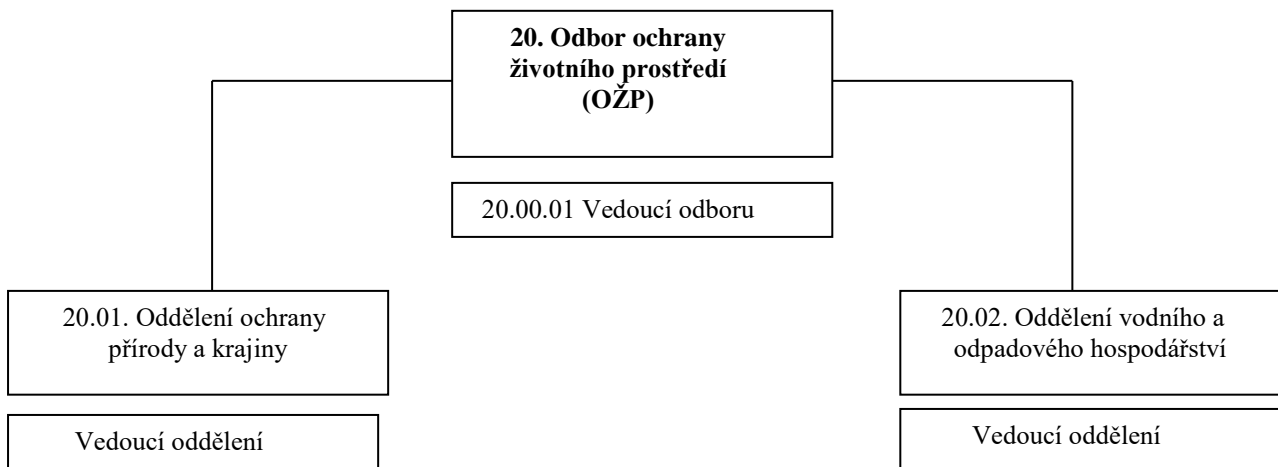 20. Odbor ochrany
životního prostředí
(OŽP)
20.00.01 Vedoucí odboru
20.01. Oddělení ochrany
přírody a krajiny
Vedoucí oddělení
20.02. Oddělení vodního a
odpadového hospodářství
Vedoucí oddělení